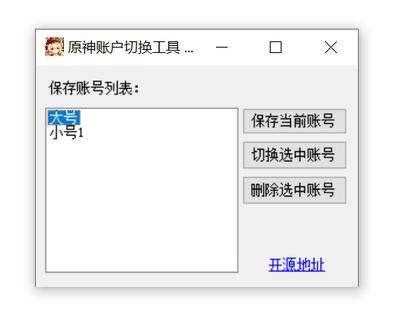 原神账户切换工具 ...
保存账号列表:
大号
小号1
保存当前账号
切换选中账号
删除选中账号
开源地址